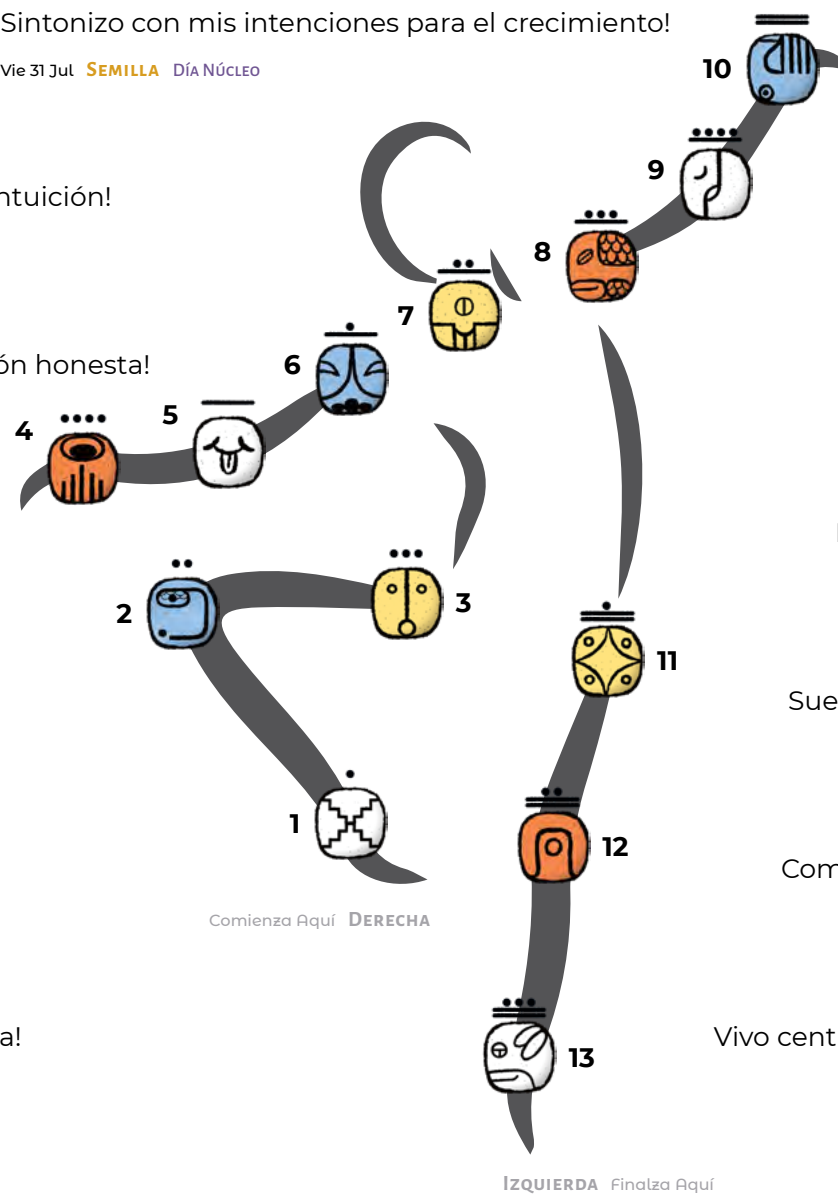 Sintonizo con mis intenciones para el crecimiento!
Vie 31 Jul Semilla Día Núcleo
10
9
ntuición!
8
7
ón honesta!
6
5
4
2
3
11
Sue
1
12
Com
Comienza Aquí Derecha
a!
Vivo cent
13
Izquierda Finalza Aquí